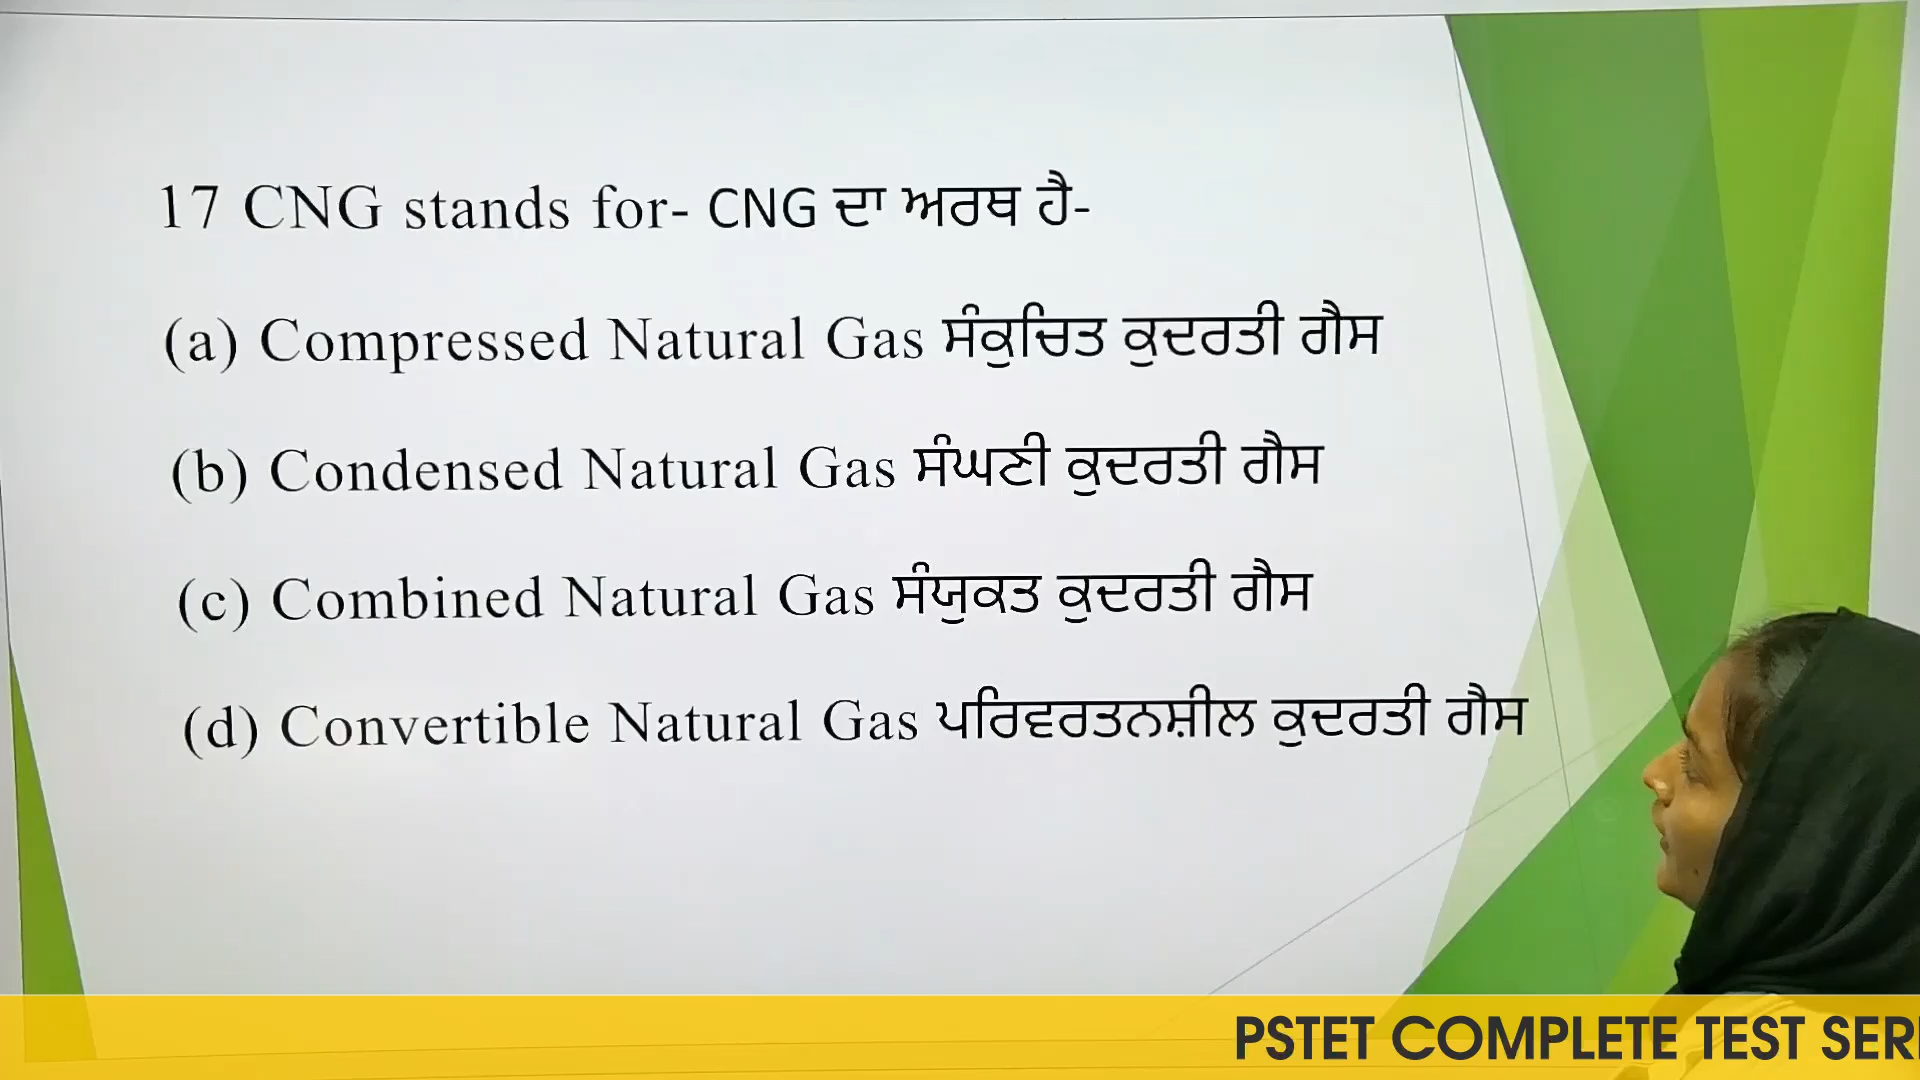 17 CNG stands for- CNG ਦਾ ਅਰਥ ਹੈ-
(a) Compressed Natural Gas ਸੰਕੁਚਿਤ ਕੁਦਰਤੀ ਗੈਸ
(b) Condensed Natural Gas ਸੰਘਣੀ ਕੁਦਰਤੀ ਗੈਸ
(c) Combined Natural Gas ਸੰਯੁਕਤ ਕੁਦਰਤੀ ਗੈਸ
(d) Convertible Natural Gas ਪਰਿਵਰਤਨਸ਼ੀਲ ਕੁਦਰਤੀ ਗੈਸ
PSTET COMPLETE TEST SERI